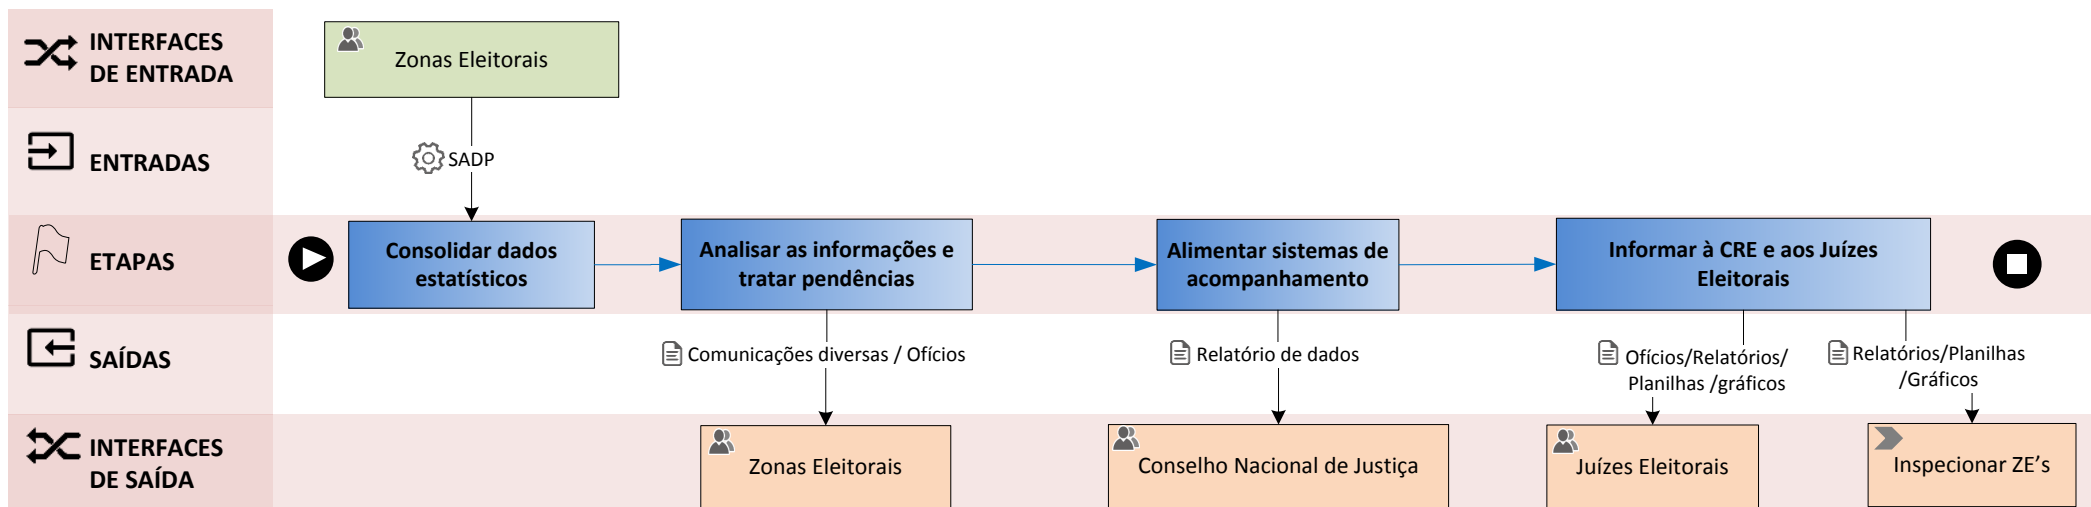 INTERFACES
DE ENTRADA
Zonas Eleitorais
ENTRADAS
SADP
ETAPAS
Consolidar dados
estatísticos
Analisar as informações e
tratar pendências
Alimentar sistemas de
acompanhamento
Informar à CRE e aos Juízes
Eleitorais
SAÍDAS
Comunicações diversas / Ofícios
Relatório de dados
Ofícios/Relatórios/
Planilhas /gráficos
Relatórios/Planilhas
/Gráficos
INTERFACES
DE SAÍDA
Zonas Eleitorais
Conselho Nacional de Justiça
Juízes Eleitorais
Inspecionar ZE’s